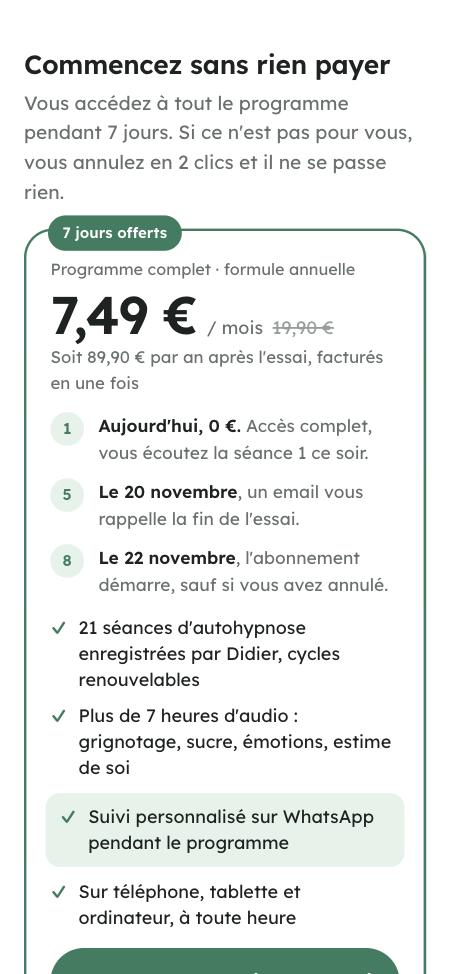 Commencez sans rien payer
Vous accédez à tout le programme
pendant 7 jours. Si ce n'est pas pour vous,
vous annulez en 2 clics et il ne se passe
rien.
7 jours offerts
Programme complet · formule annuelle
7,49 € / mois 19,90 €
Soit 89,90 € par an après l'essai, facturés
en une fois
1 Aujourd'hui, 0 €. Accès complet,
vous écoutez la séance 1 ce soir.
5 Le 20 novembre, un email vous
rappelle la fin de l'essai.
8 Le 22 novembre, l'abonnement
démarre, sauf si vous avez annulé.
21 séances d'autohypnose
enregistrées par Didier, cycles
renouvelables
Plus de 7 heures d'audio :
grignotage, sucre, émotions, estime
de soi
Suivi personnalisé sur WhatsApp
pendant le programme
Sur téléphone, tablette et
ordinateur, à toute heure